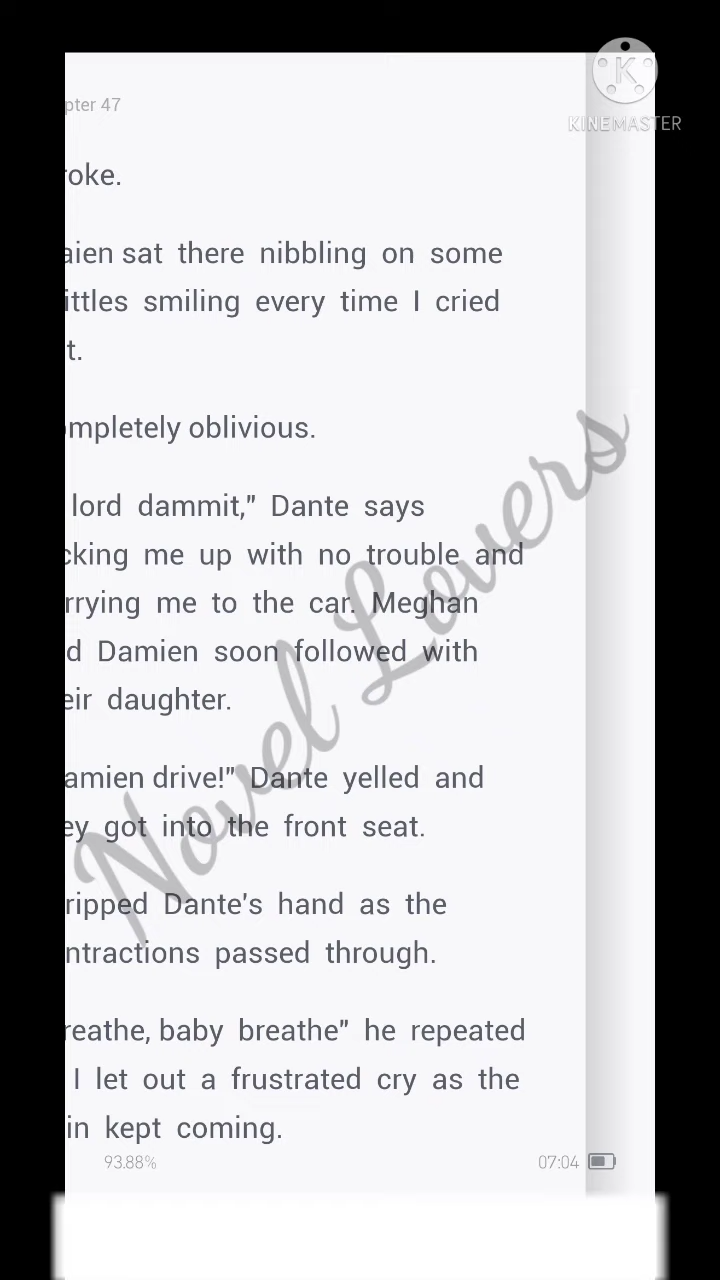 KINEMASTER
pter 47
roke.
aien sat there nibbling on some
ittles smiling every time I cried
t.
ompletely oblivious.
lord dammit," Dante says
cking me up with no trouble and
rrying me to the car. Meghan
d Damien soon followed with
eir daughter.
amien drive!" Dante yelled and
ey got into the front seat.
ripped Dante's hand as the
ntractions passed through.
reathe, baby breathe" he repeated
I let out a frustrated cry as the
in kept coming.
93.88% 07:04
Novel Lovers